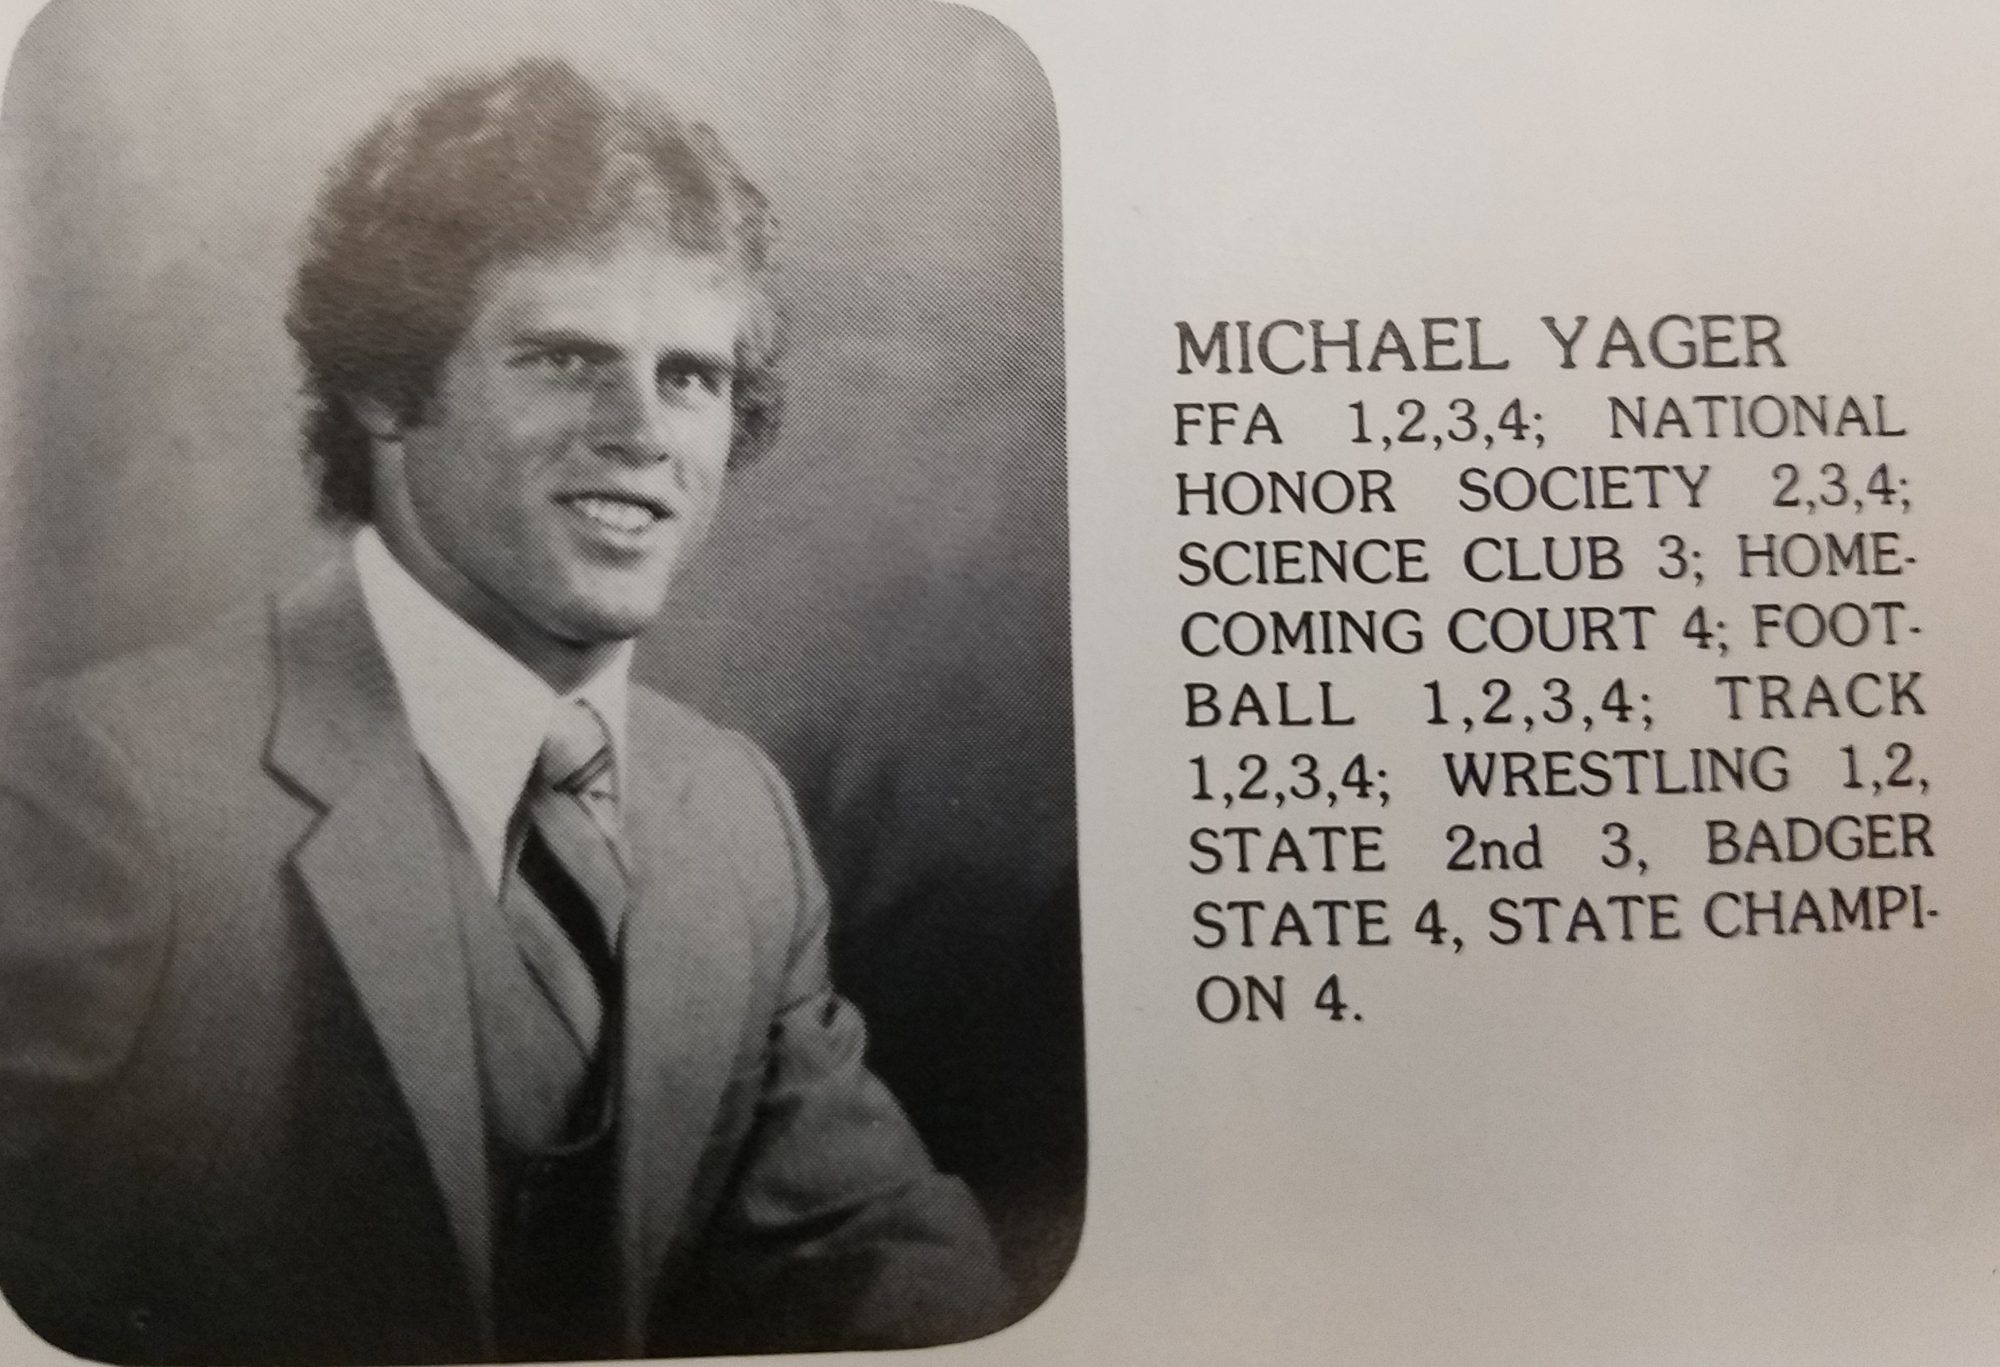 MICHAEL YAGER
FFA 1,2,3,4; NATIONAL
HONOR SOCIETY 2,3,4;
SCIENCE CLUB 3; HOME-
COMING COURT 4; FOOT-
BALL 1,2,3,4; TRACK
1,2,3,4; WRESTLING 1,2,
STATE 2nd 3, BADGER
STATE 4, STATE CHAMPI-
ON 4.